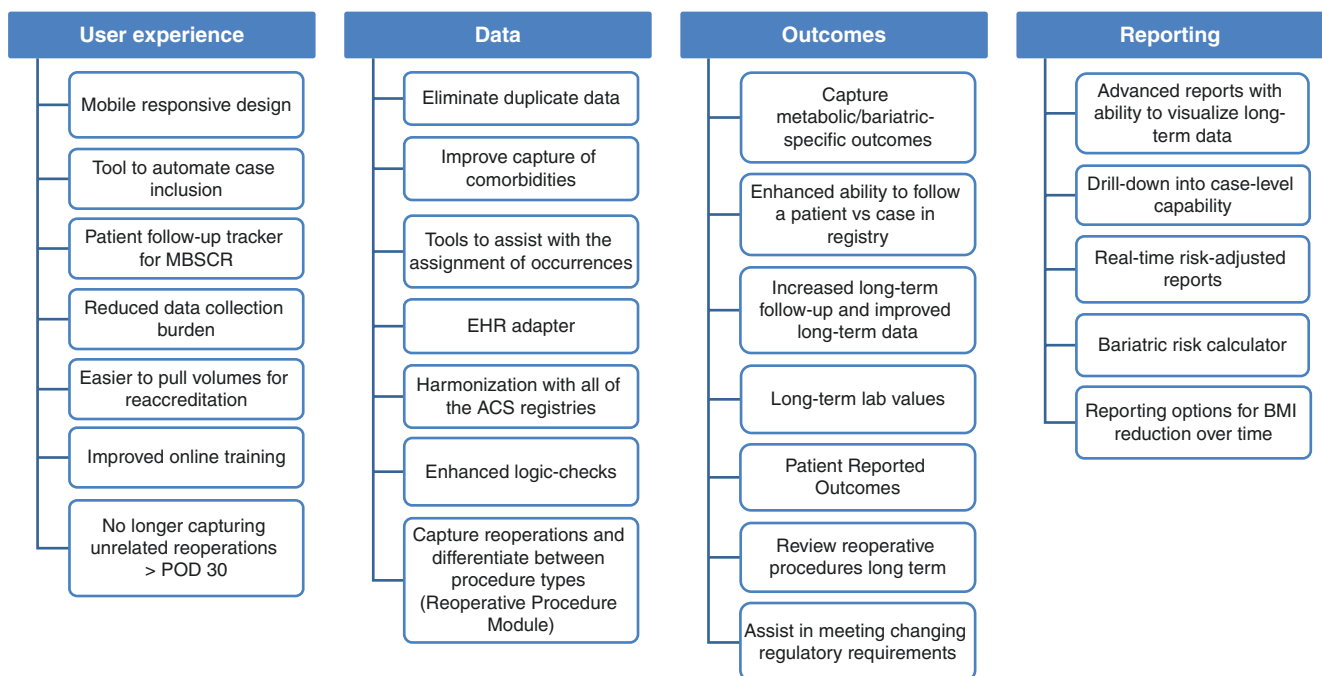 User experience
Mobile responsive design
Tool to automate case
inclusion
Patient follow-up tracker
for MBSCR
Reduced data collection
burden
Easier to pull volumes for
reaccreditation
Improved online training
No longer capturing
unrelated reoperations
> POD 30
Data
Eliminate duplicate data
Improve capture of
comorbidities
Tools to assist with the
assignment of occurrences
EHR adapter
Harmonization with all of
the ACS registries
Enhanced logic-checks
Capture reoperations and
differentiate between
procedure types
(Reoperative Procedure
Module)
Outcomes
Capture
metabolic/bariatric-
specific outcomes
Enhanced ability to follow
a patient vs case in
registry
Increased long-term
follow-up and improved
long-term data
Long-term lab values
Patient Reported
Outcomes
Review reoperative
procedures long term
Assist in meeting changing
regulatory requirements
Reporting
Advanced reports with
ability to visualize long-
term data
Drill-down into case-level
capability
Real-time risk-adjusted
reports
Bariatric risk calculator
Reporting options for BMI
reduction over time